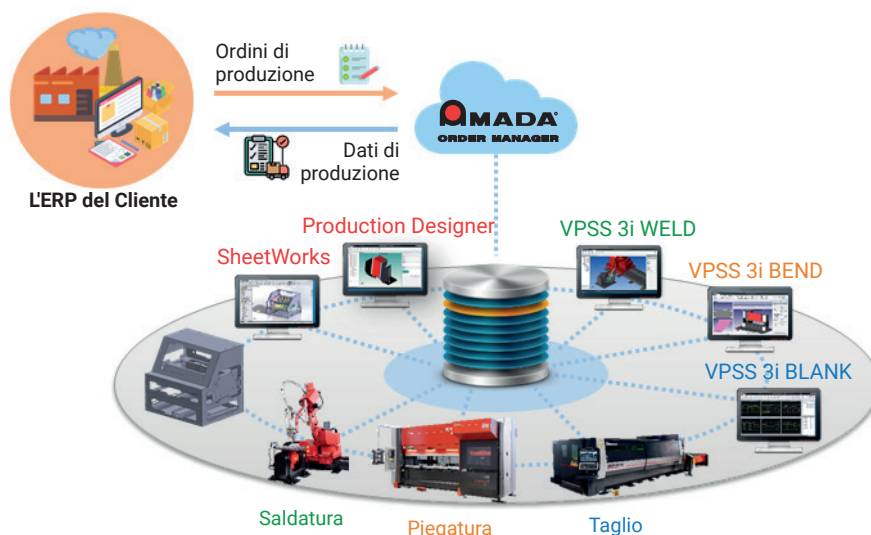 Ordini di
produzione
AMADA
ORDER MANAGER
Dati di
produzione
L'ERP del Cliente
Production Designer
SheetWorks
VPSS 3i WELD
VPSS 3i BEND
VPSS 3i BLANK
Saldatura
Piegatura
Taglio